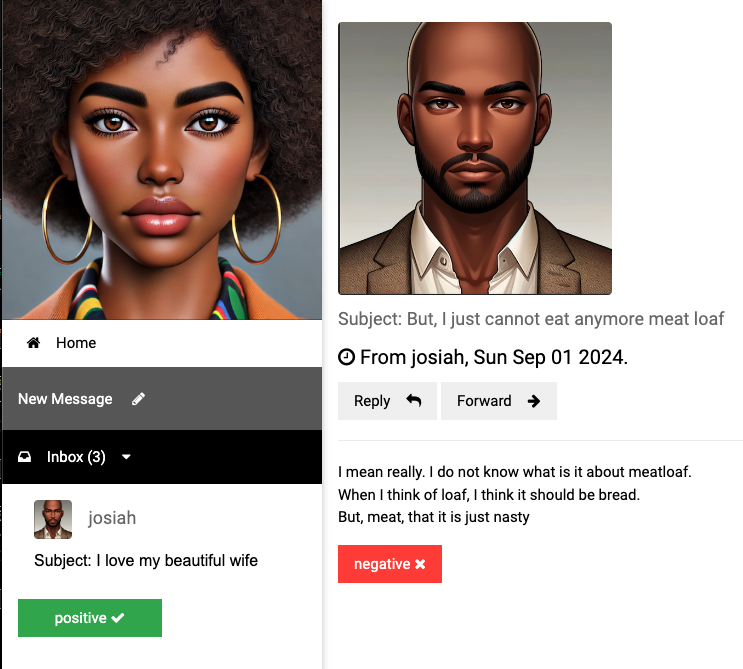 Home
New Message
Inbox (3)
josiah
Subject: I love my beautiful wife
positive
Subject: But, I just cannot eat anymore meat loaf
From josiah, Sun Sep 01 2024.
Reply
Forward
I mean really. I do not know what is it about meatloaf.
When I think of loaf, I think it should be bread.
But, meat, that it is just nasty
negative